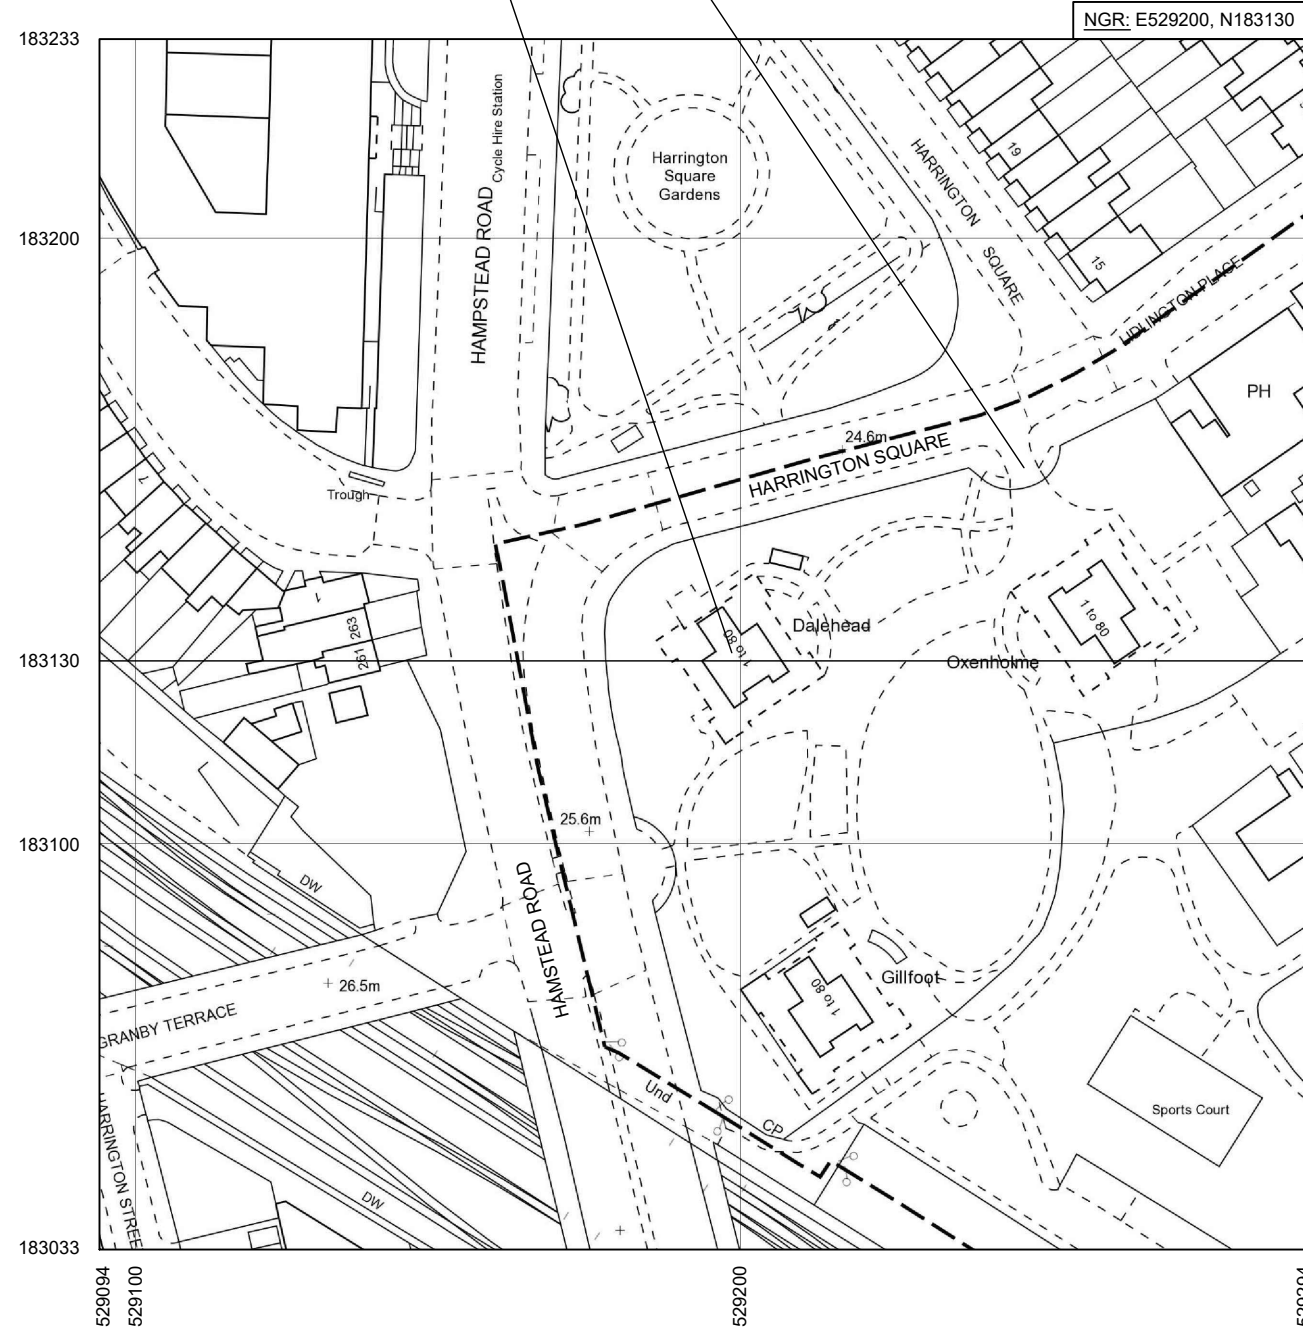 NGR: E529200, N183130
183233
Cycle Hire Station
HAMPSTEAD ROAD
Harrington
Square
Gardens
HARRINGTON
SQUARE
19
15
183200
LIDLINGTON PLACE
PH
24.6m
HARRINGTON SQUARE
Trough
263
261
1 to 80
Dalehead
1 to 80
Oxenholme
183130
25.6m
183100
DW
HAMSTEAD ROAD
26.5m
GRANBY TERRACE
1 to 80
Gillfoot
Und
CP
Sports Court
HARRINGTON STREE
DW
183033
529094
529100
529200